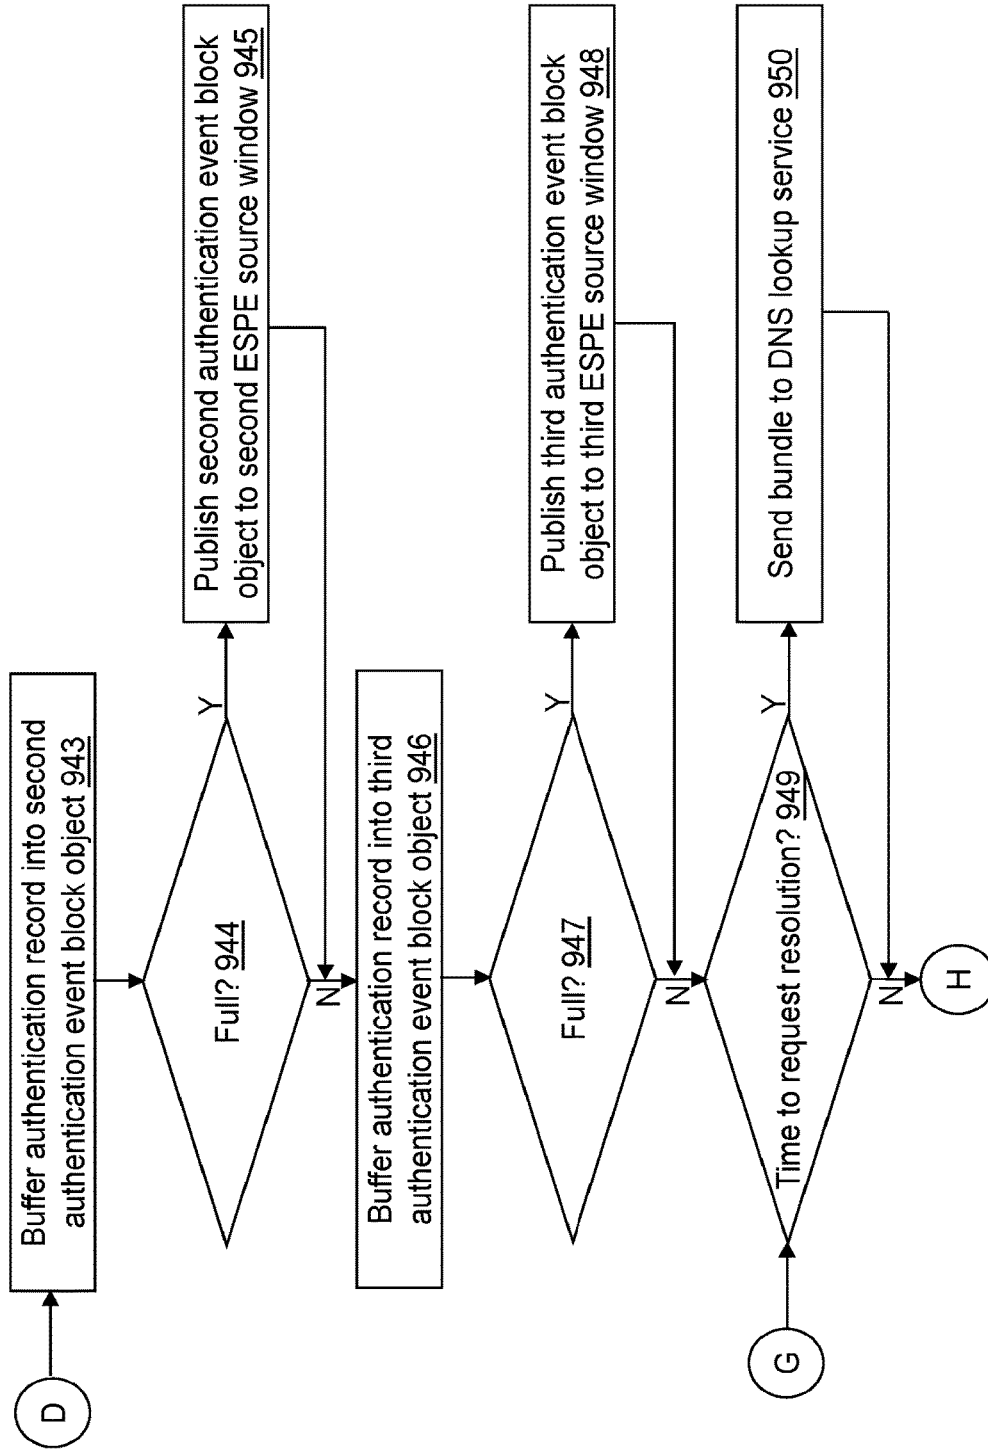 D
Buffer authentication record into second
authentication event block object 943
Full? 944
Y
N
Publish second authentication event block
object to second ESPE source window 945
Buffer authentication record into third
authentication event block object 946
Full? 947
Y
N
Publish third authentication event block
object to third ESPE source window 948
G
Time to request resolution? 949
Y
N
Send bundle to DNS lookup service 950
H